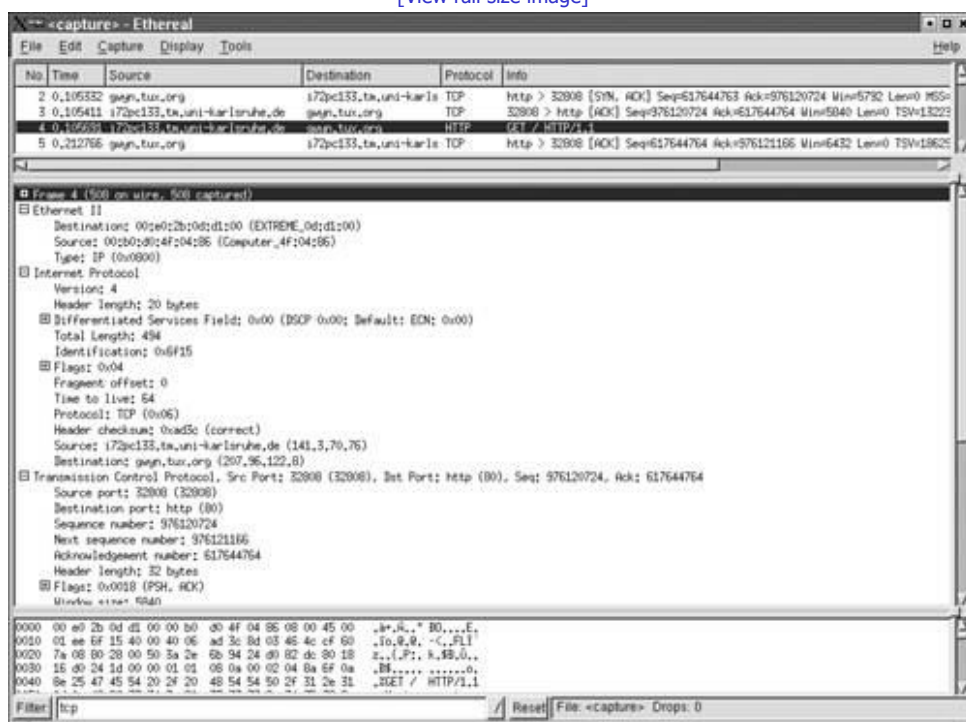 [View full size image]
<capture> - Ethereal
File Edit Capture Display Tools Help
No. Time Source Destination Protocol Info
2 0.105332 gwyn.tux.org i72pc133.tm.uni-karls TCP http > 32808 [SYN, ACK] Seq=617644763 Ack=976120724 Win=5792 Len=0 MSS=
3 0.105411 i72pc133.tm.uni-karlsruhe.de gwyn.tux.org TCP 32808 > http [ACK] Seq=976120724 Ack=617644764 Win=5840 Len=0 TSV=13223
4 0.105695 i72pc133.tm.uni-karlsruhe.de gwyn.tux.org HTTP GET / HTTP/1.1
5 0.212766 gwyn.tux.org i72pc133.tm.uni-karls TCP http > 32808 [ACK] Seq=617644764 Ack=976121166 Win=6432 Len=0 TSV=18625
Frame 4 (508 on wire, 508 captured)
Ethernet II
Destination: 00:e0:2b:0d:d1:00 (EXTREME_0d:d1:00)
Source: 00:b0:d0:4f:04:86 (Computer_4f:04:86)
Type: IP (0x0800)
Internet Protocol
Version: 4
Header length: 20 bytes
Differentiated Services Field: 0x00 (DSCP 0x00: Default; ECN: 0x00)
Total Length: 494
Identification: 0x6f15
Flags: 0x04
Fragment offset: 0
Time to live: 64
Protocol: TCP (0x06)
Header checksum: 0xad3c (correct)
Source: i72pc133.tm.uni-karlsruhe.de (141.3.70.76)
Destination: gwyn.tux.org (207.96.122.8)
Transmission Control Protocol, Src Port: 32808 (32808), Dst Port: http (80), Seq: 976120724, Ack: 617644764
Source port: 32808 (32808)
Destination port: http (80)
Sequence number: 976120724
Next sequence number: 976121166
Acknowledgement number: 617644764
Header length: 32 bytes
Flags: 0x0018 (PSH, ACK)
Window size: 5840
0000 00 e0 2b 0d d1 00 00 b0 d0 4f 04 86 08 00 45 00
0010 01 ee 6f 15 40 00 40 06 ad 3c 8d 03 46 4c cf 60
0020 7a 08 80 28 00 50 3a 2e 6b 94 24 d0 82 dc 80 18
0030 16 d0 24 1d 00 00 01 01 08 0a 00 02 04 8a 6f 0a
0040 8e 25 47 45 54 20 2f 20 48 54 54 50 2f 31 2e 31 .%GET / HTTP/1.1
Filter: tcp Reset File: <capture> Drops: 0